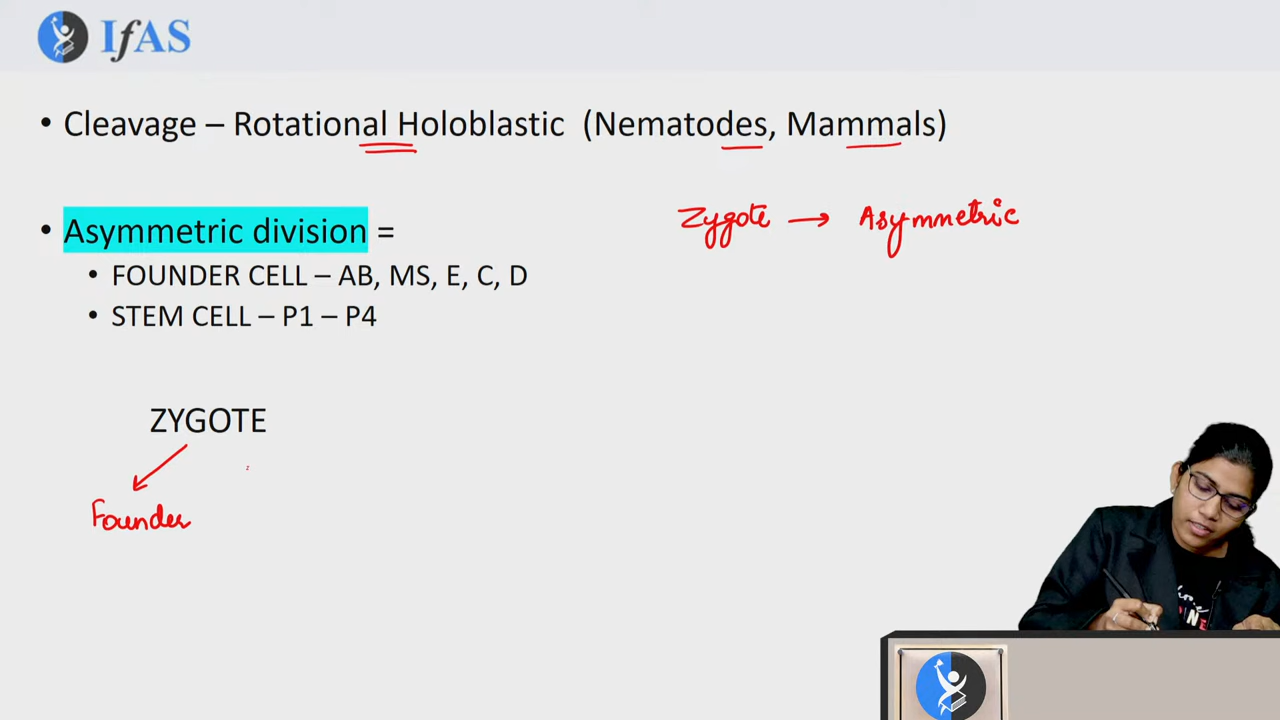 IfAS
• Cleavage – Rotational Holoblastic (Nematodes, Mammals)
Zygote → Asymmetric
• Asymmetric division =
• FOUNDER CELL – AB, MS, E, C, D
• STEM CELL – P1 – P4
ZYGOTE
Founder